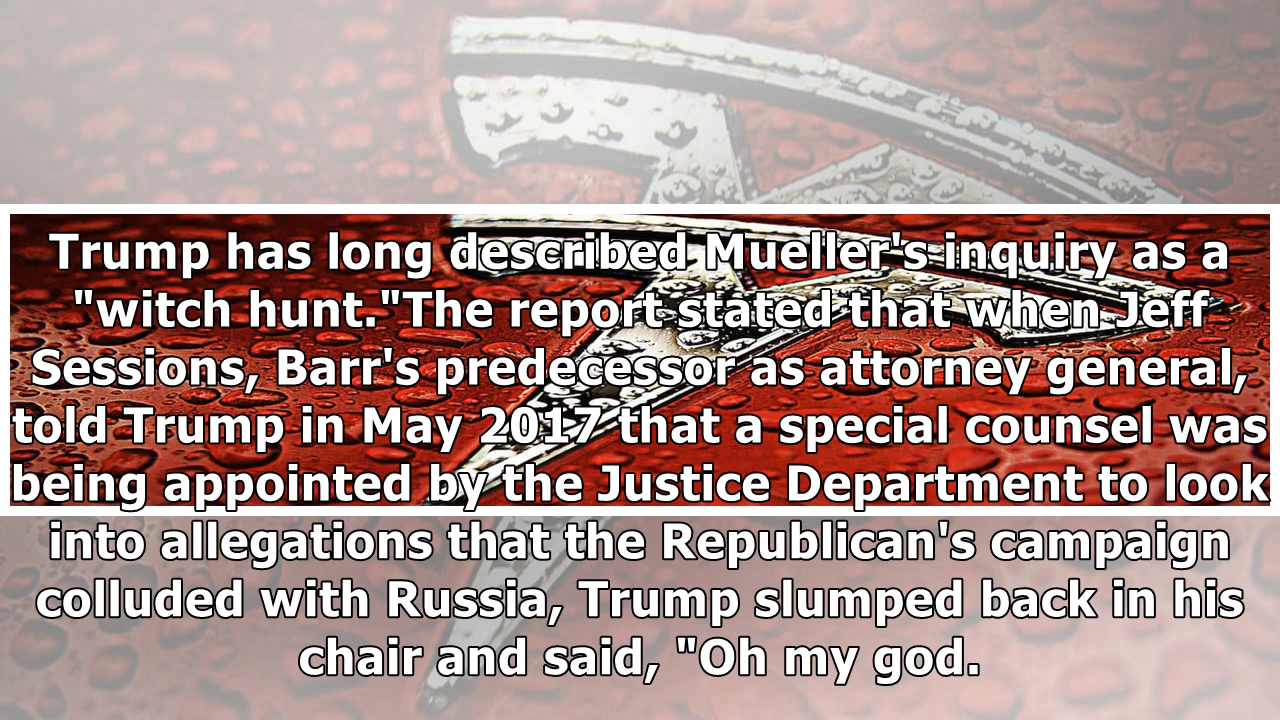 Trump has long described Mueller's inquiry as a
"witch hunt."The report stated that when Jeff
Sessions, Barr's predecessor as attorney general,
told Trump in May 2017 that a special counsel was
being appointed by the Justice Department to look
into allegations that the Republican's campaign
colluded with Russia, Trump slumped back in his
chair and said, "Oh my god.